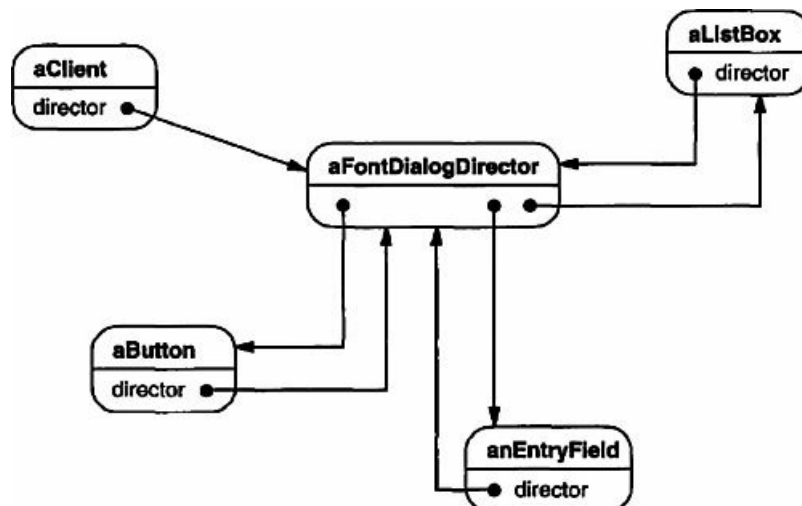 aListBox
director
aClient
director
aFontDialogDirector
aButton
director
anEntryField
director